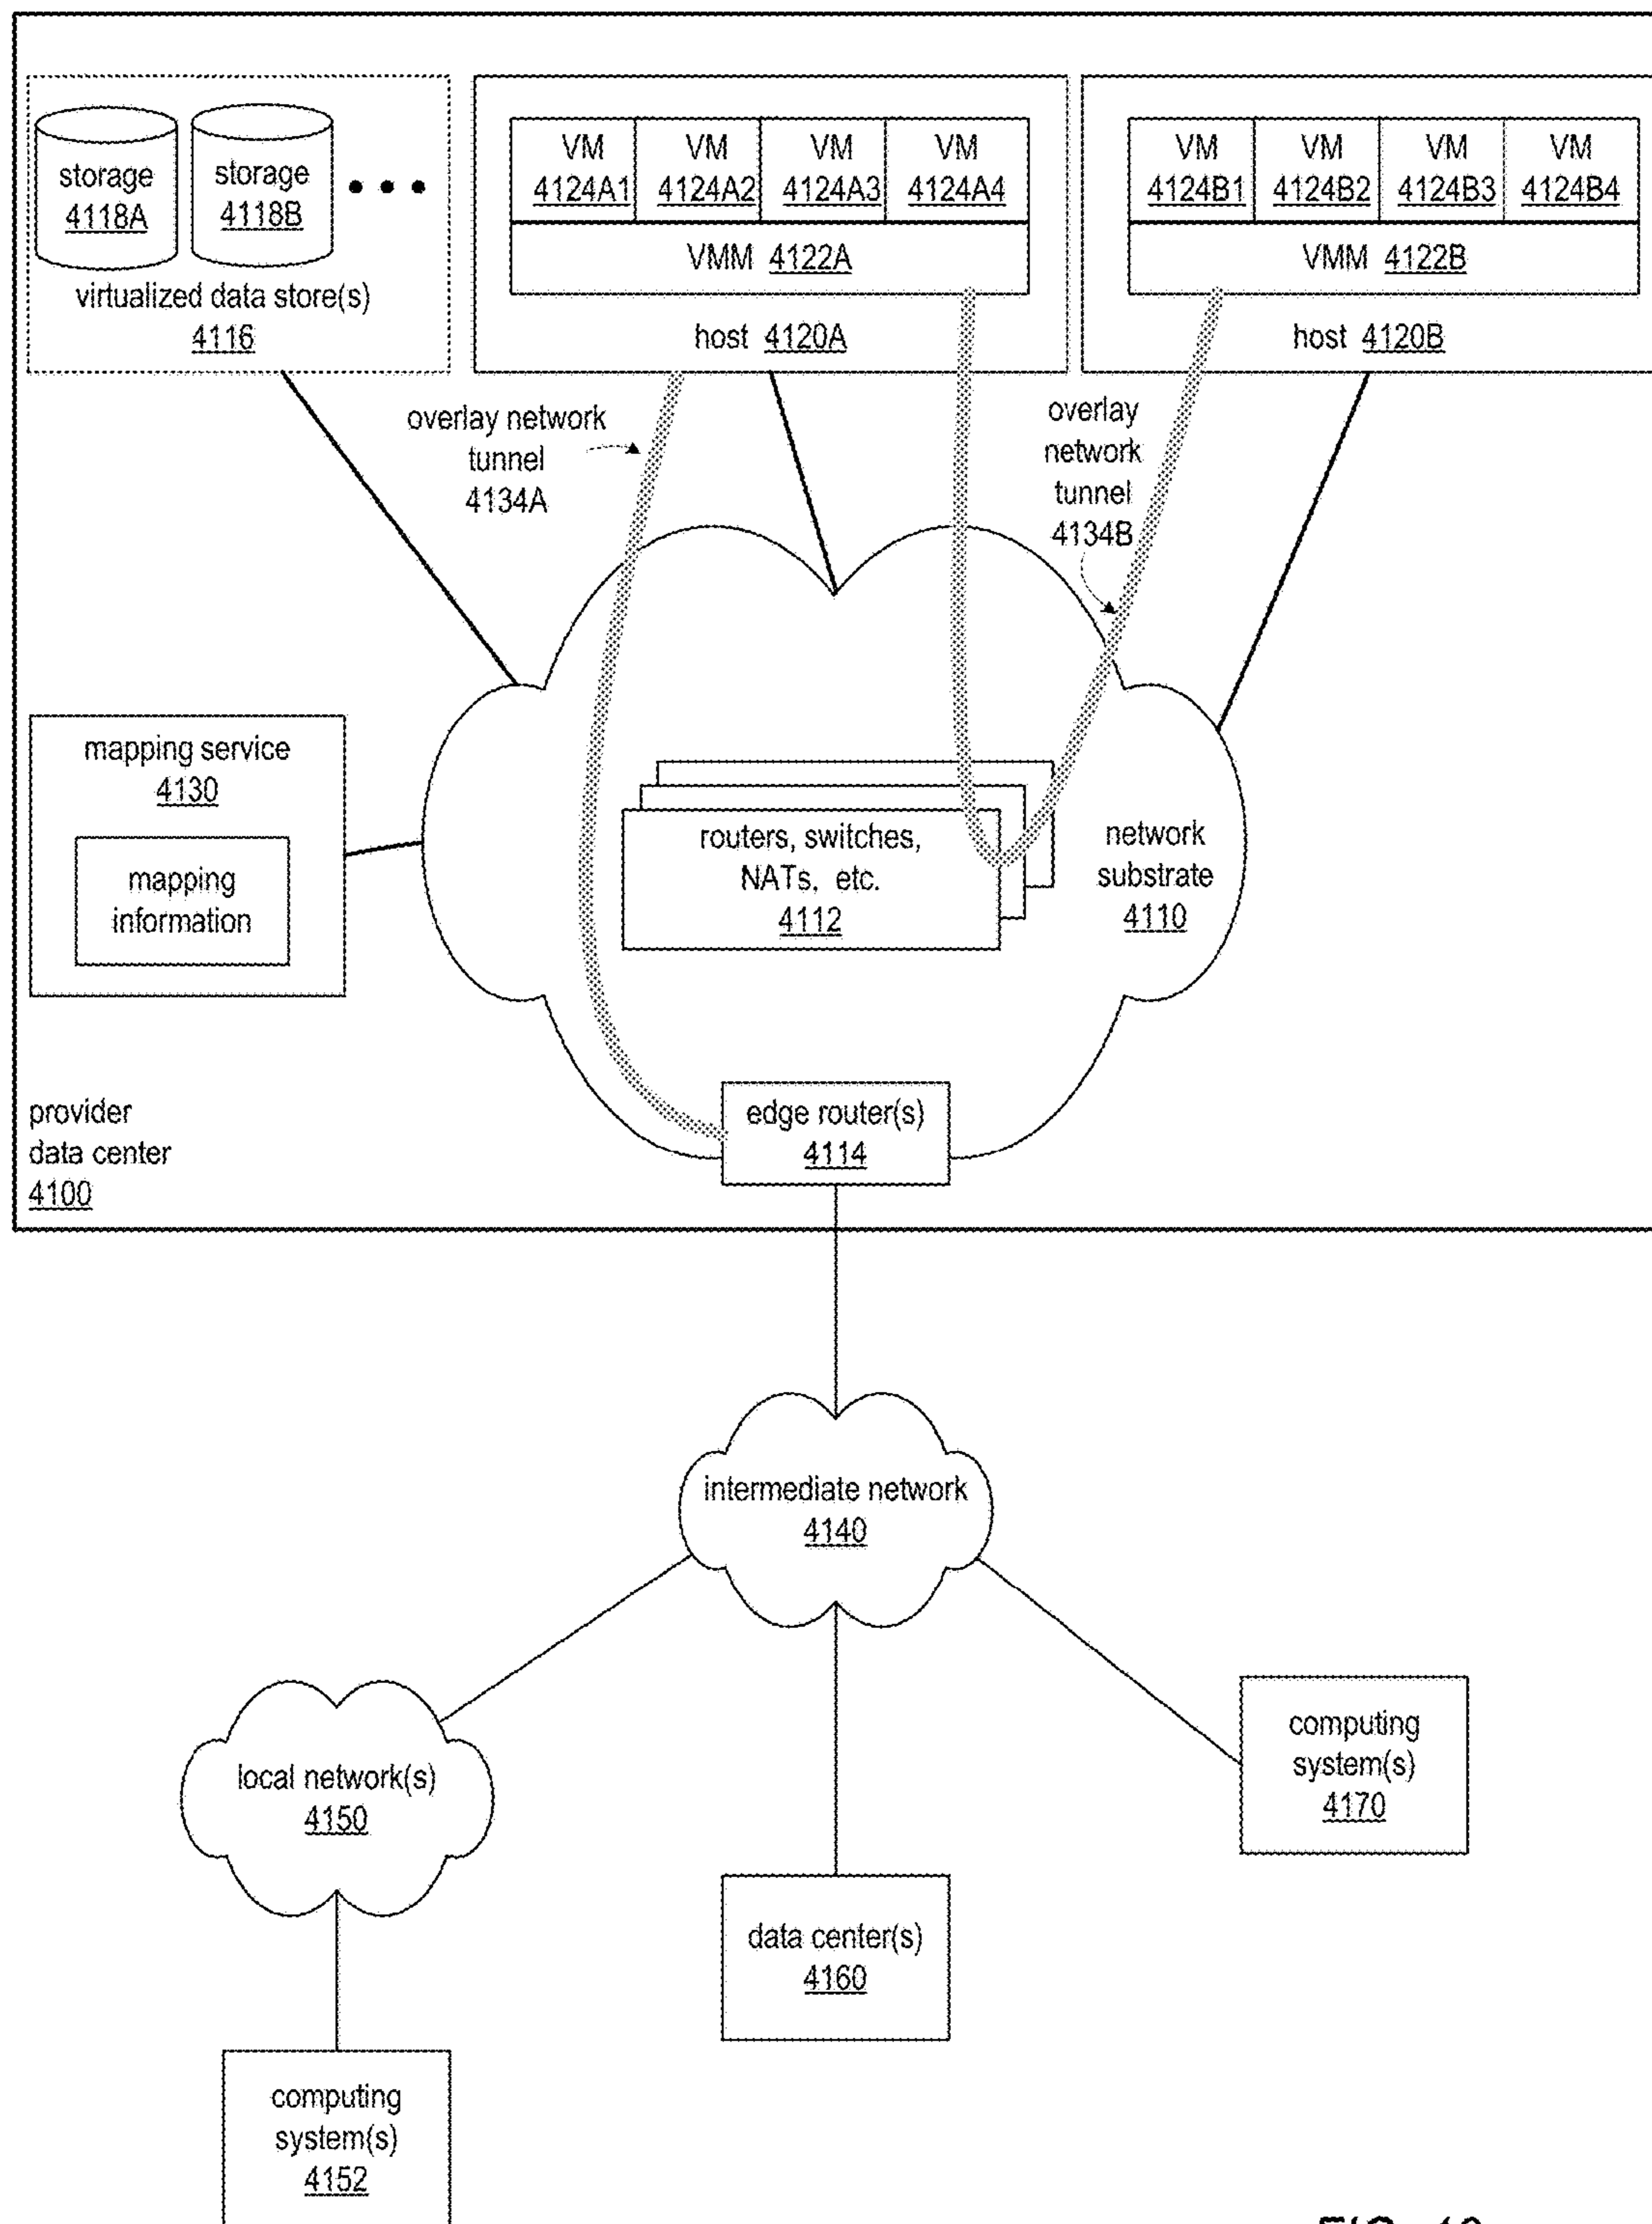 storage
4118A
storage
4118B
virtualized data store(s)
4116
VM
4124A1
VM
4124A2
VM
4124A3
VM
4124A4
VMM 4122A
host 4120A
VM
4124B1
VM
4124B2
VM
4124B3
VM
4124B4
VMM 4122B
host 4120B
overlay network
tunnel
4134A
overlay
network
tunnel
4134B
mapping service
4130
mapping
information
routers, switches,
NATs, etc.
4112
network
substrate
4110
edge router(s)
4114
provider
data center
4100
intermediate network
4140
local network(s)
4150
computing
system(s)
4170
data center(s)
4160
computing
system(s)
4152